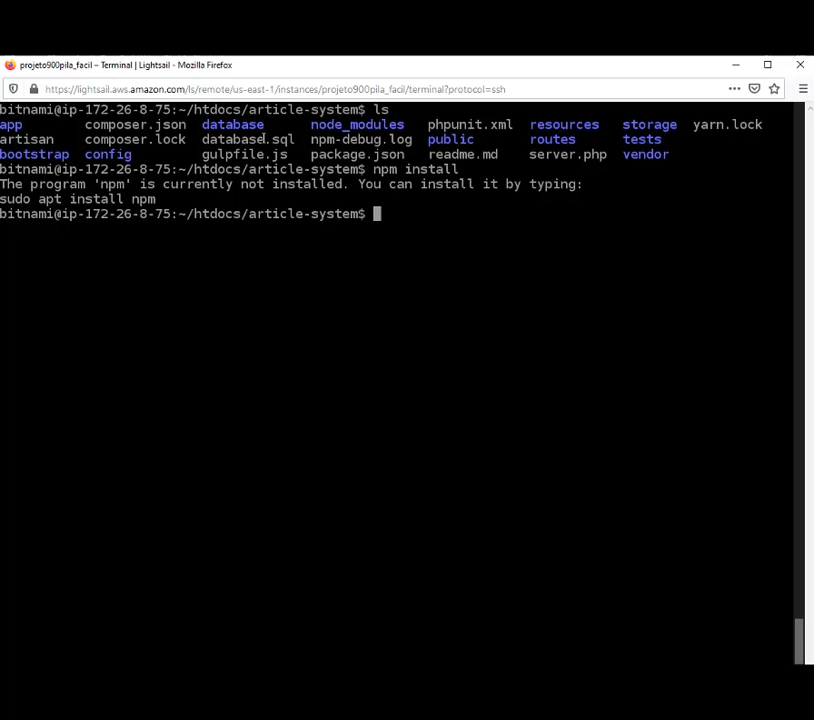 projeto900pila_facil – Terminal | Lightsail - Mozilla Firefox
https://lightsail.aws.amazon.com/ls/remote/us-east-1/instances/projeto900pila_facil/terminal?protocol=ssh
bitnami@ip-172-26-8-75:~/htdocs/article-system$ ls
app composer.json database node_modules phpunit.xml resources storage yarn.lock
artisan composer.lock database.sql npm-debug.log public routes tests
bootstrap config gulpfile.js package.json readme.md server.php vendor
bitnami@ip-172-26-8-75:~/htdocs/article-system$ npm install
The program 'npm' is currently not installed. You can install it by typing:
sudo apt install npm
bitnami@ip-172-26-8-75:~/htdocs/article-system$